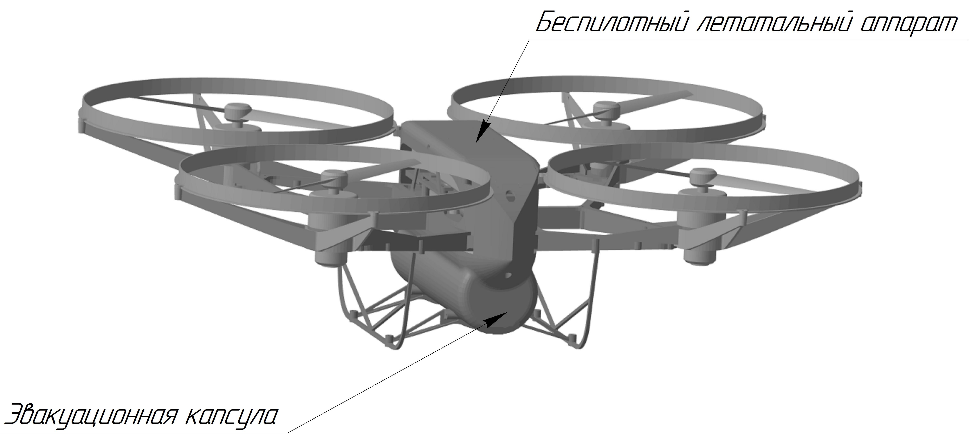 Беспилотный летательный аппарат
Эвакуационная капсула